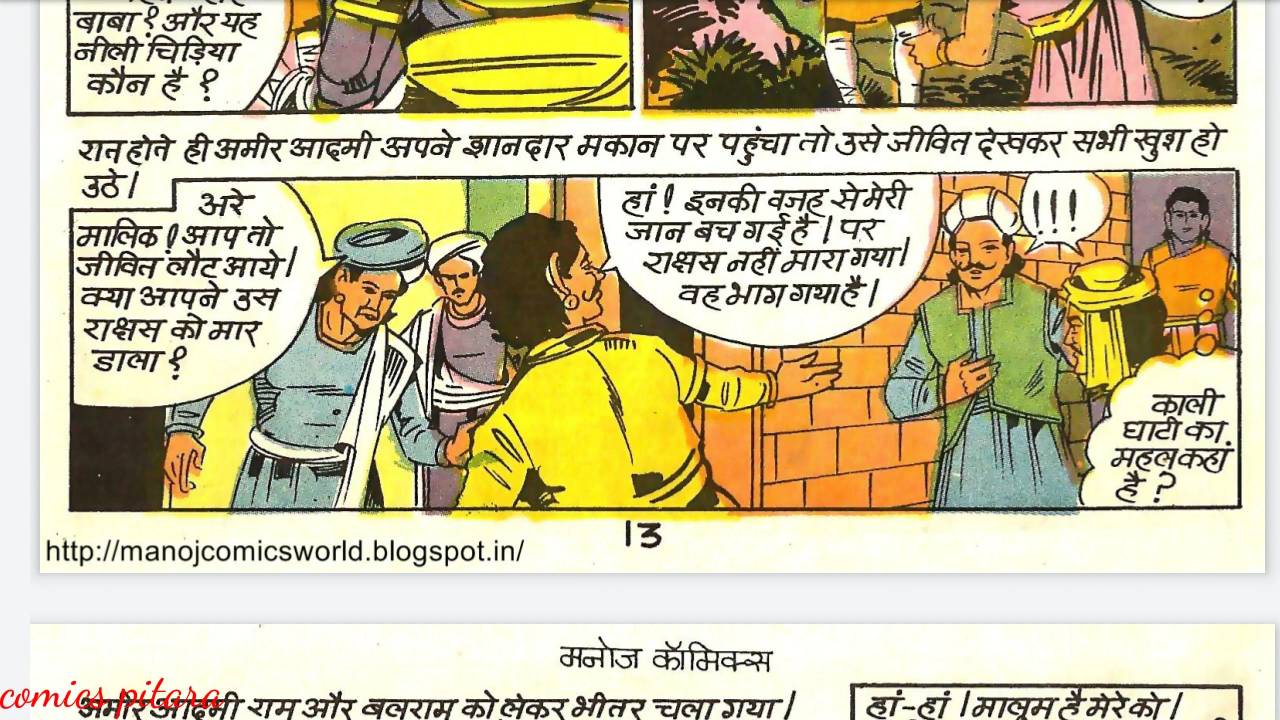 बाबा? और यह
नीली चिड़िया
कौन है ?
रात होते ही अमीर आदमी अपने शानदार मकान पर पहुंचा तो उसे जीवित देखकर सभी खुश हो
उठे।
अरे
मालिक! आप तो
जीवित लौट आये।
क्या आपने उस
राक्षस को मार
डाला ?
हां! इनकी वजह से मेरी
जान बच गई है। पर
राक्षस नहीं मारा गया।
वह भाग गया है।
!!!
काली
घाटी का
महल कहां
है ?
13
http://manojcomicsworld.blogspot.in/
मनोज कॉमिक्स
comics pitara
अमीर आदमी राम और बलराम को लेकर भीतर चला गया।
हां-हां। मालूम है मेरे को।